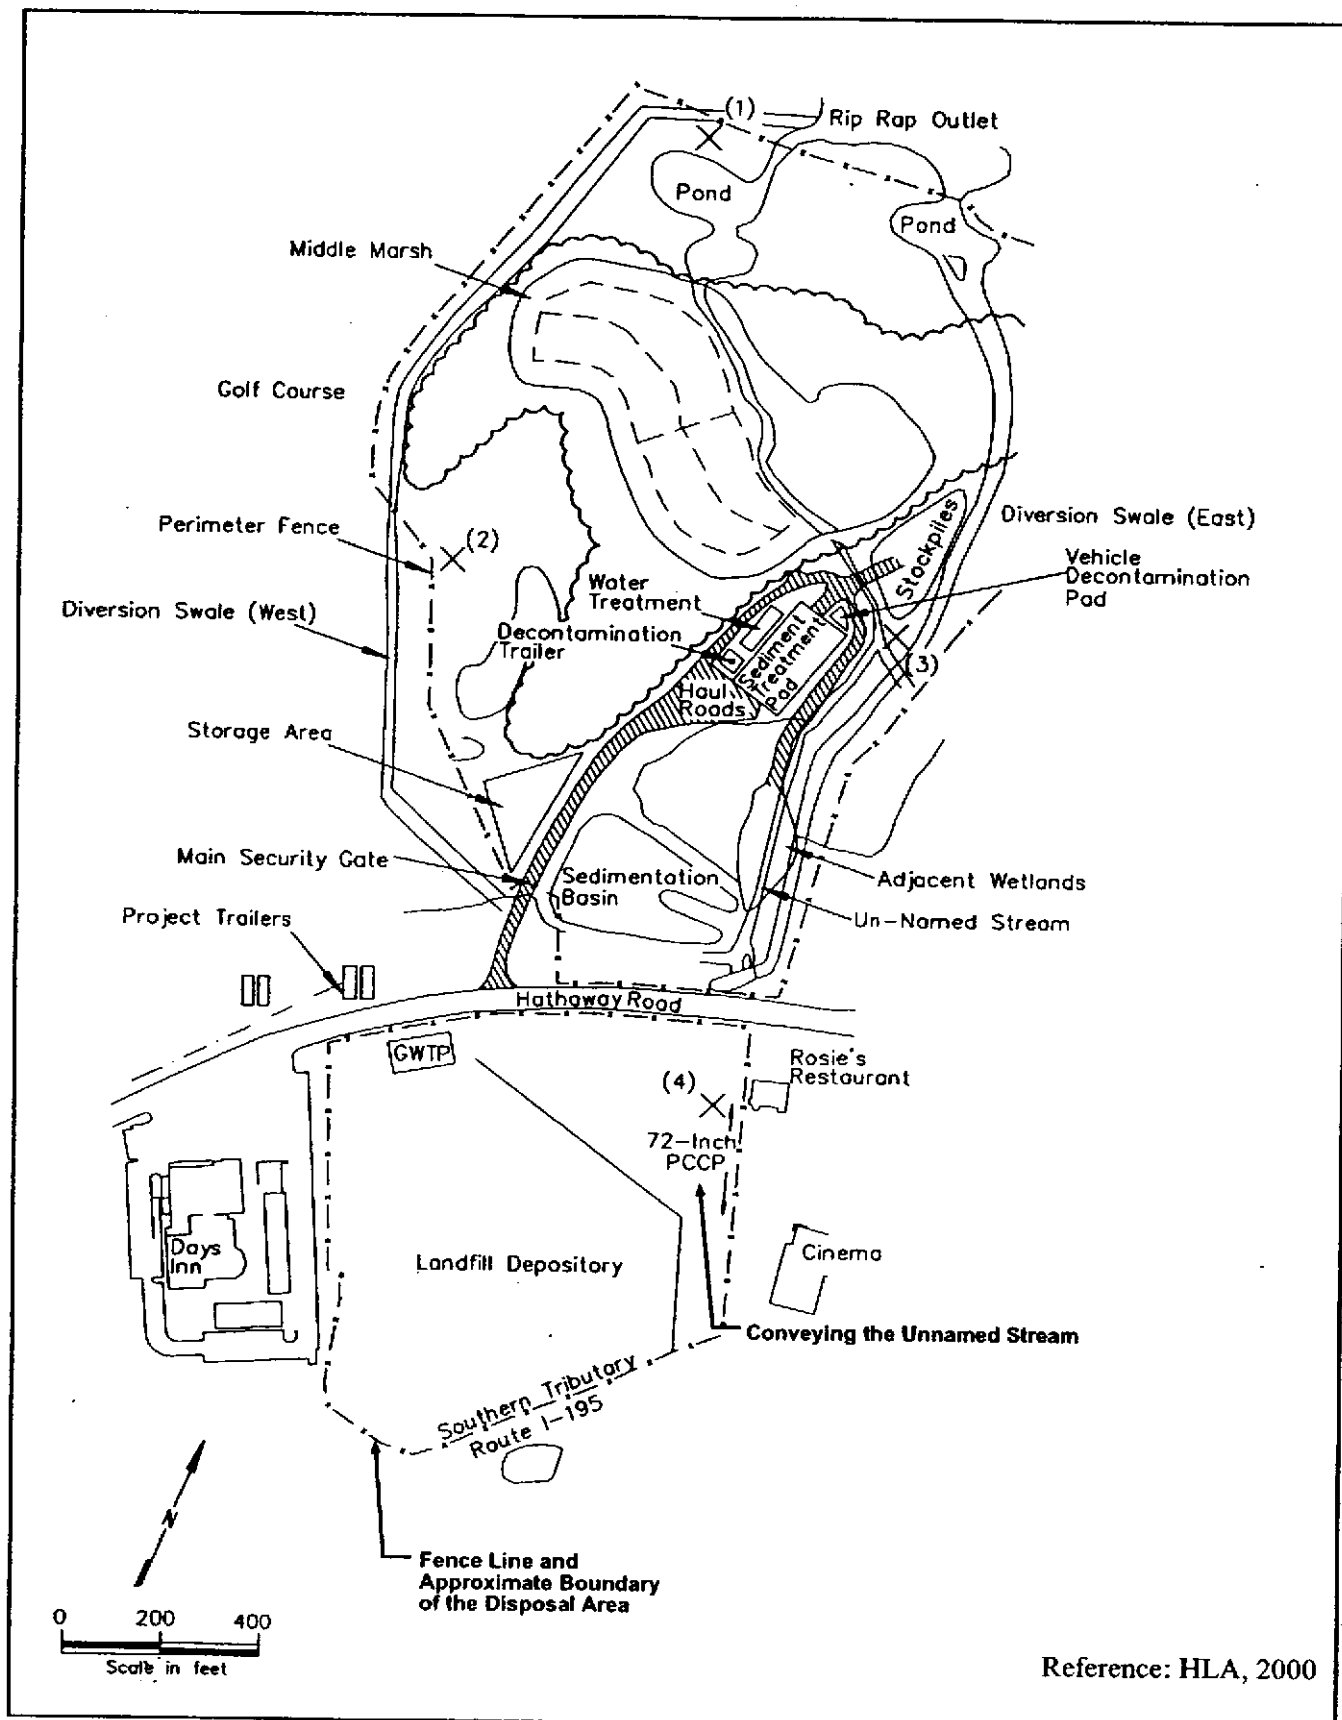 (1)
Rip Rap Outlet
Pond
Pond
Middle Marsh
Golf Course
Perimeter Fence
(2)
Diversion Swale (East)
Stockpiles
Vehicle
Decontamination
Pad
Water
Treatment
Diversion Swale (West)
Decontamination
Trailer
Sediment
Treatment
Pad
(3)
Haul
Roads
Storage Area
Main Security Gate
Sedimentation
Basin
Adjacent Wetlands
Project Trailers
Un-Named Stream
Hathaway Road
GWTP
Rosie's
Restaurant
(4)
72-Inch
PCCP
Days
Inn
Landfill Depository
Cinema
Conveying the Unnamed Stream
Southern Tributary
Route I-195
N
Fence Line and
Approximate Boundary
of the Disposal Area
0 200 400
Scale in feet
Reference: HLA, 2000